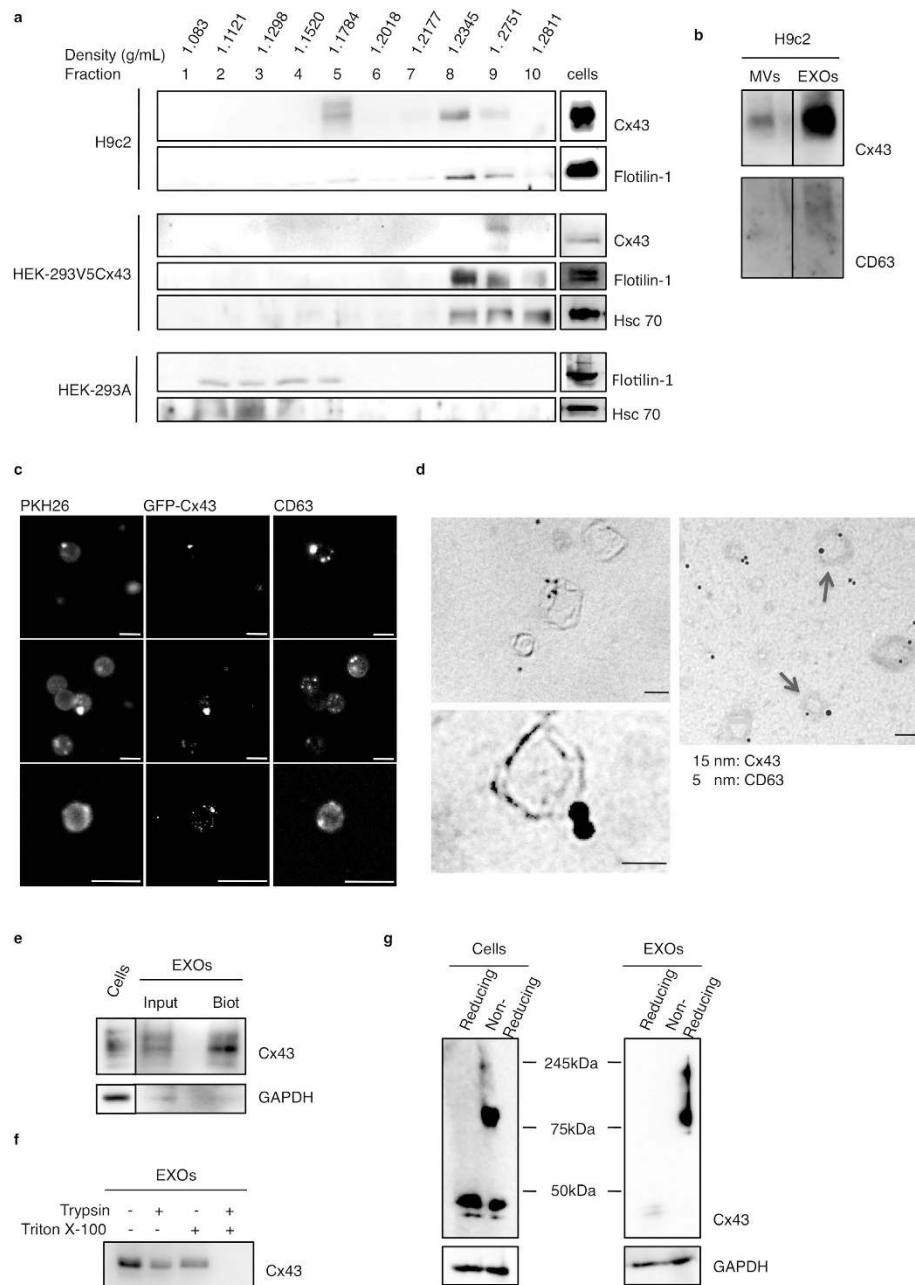 a
Density (g/mL) 1.083 1.1121 1.1298 1.1520 1.1784 1.2018 1.2177 1.2345 1.2751 1.2811
Fraction 1 2 3 4 5 6 7 8 9 10 cells
H9c2
Cx43
Flotilin-1
HEK-293V5Cx43
Cx43
Flotilin-1
Hsc 70
HEK-293A
Flotilin-1
Hsc 70
b
H9c2
MVs EXOs
Cx43
CD63
c
PKH26 GFP-Cx43 CD63
d
15 nm: Cx43
5 nm: CD63
e
EXOs
Cells Input Biot
Cx43
GAPDH
f
EXOs
Trypsin - + - +
Triton X-100 - - + +
Cx43
g
Cells EXOs
Reducing Non-Reducing Reducing Non-Reducing
245kDa
75kDa
50kDa
Cx43
GAPDH